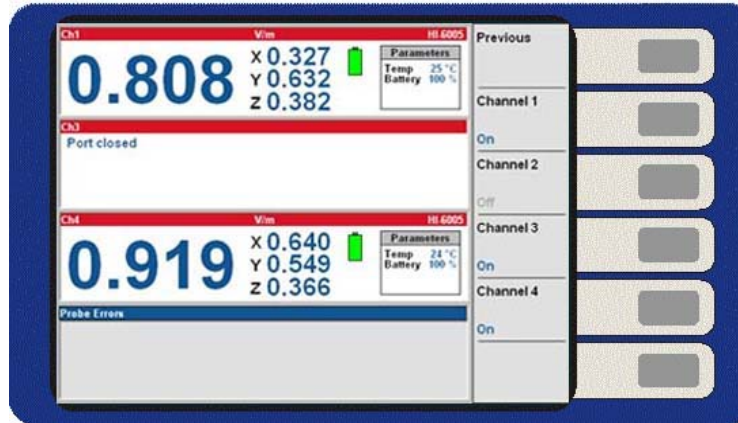 Ch1 V/m HI-6005
0.808
X 0.327
Y 0.632
Z 0.382
Parameters
Temp 25 °C
Battery 100 %
Ch3
Port closed
Ch4 V/m HI-6005
0.919
X 0.640
Y 0.549
Z 0.366
Parameters
Temp 24 °C
Battery 100 %
Probe Errors
Previous
Channel 1
On
Channel 2
Off
Channel 3
On
Channel 4
On